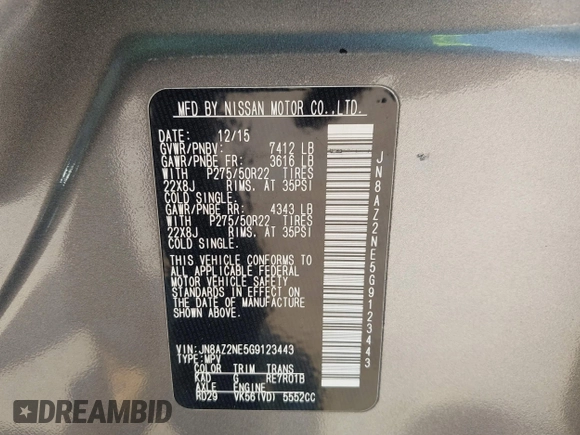 MFD BY NISSAN MOTOR CO.,LTD.
DATE: 12/15
GVWR/PNBV: 7412 LB
GAWR/PNBE FR: 3616 LB
WITH P275/50R22 TIRES
22X8J RIMS, AT 35PSI
COLD SINGLE.
GAWR/PNBE RR: 4343 LB
WITH P275/50R22 TIRES
22X8J RIMS, AT 35PSI
COLD SINGLE.
THIS VEHICLE CONFORMS TO
ALL APPLICABLE FEDERAL
MOTOR VEHICLE SAFETY
STANDARDS IN EFFECT ON
THE DATE OF MANUFACTURE
SHOWN ABOVE.
VIN:JN8AZ2NE5G9123443
TYPE:MPV
COLOR TRIM TRANS
KAD G RE7R01B
AXLE ENGINE
RD29 VK56(VD) 5552CC
JN8AZ2NE5G9123443
DREAMBID